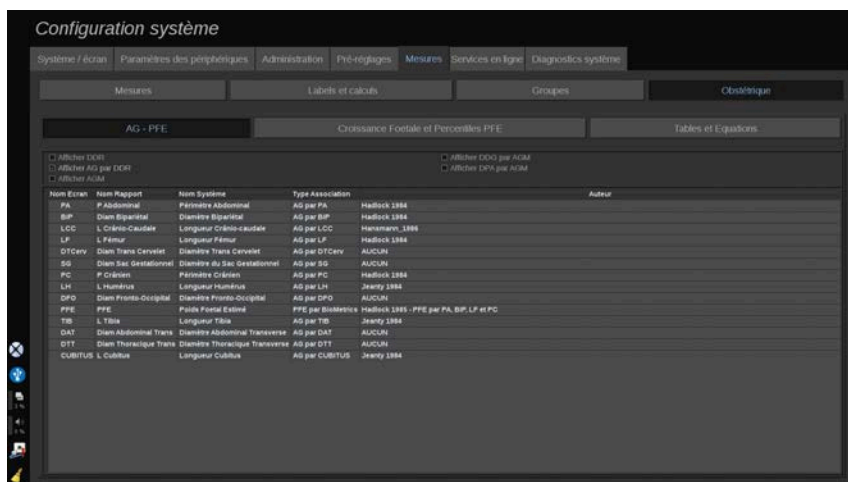 Configuration système
Système / écran Paramètres des périphériques Administration Pré-réglages Mesures Services en ligne Diagnostics système
Mesures Labels et calculs Groupes Obstétrique
AG - PFE Croissance Foetale et Percentiles PFE Tables et Equations
Afficher DDR Afficher DDG par AGM
Afficher AG par DDR Afficher DPA par AGM
Afficher AGM
Nom Ecran Nom Rapport Nom Système Type Association Auteur
PA P Abdominal Périmètre Abdominal AG par PA Hadlock 1984
BiP Diam Bipariétal Diamètre Bipariétal AG par BiP Hadlock 1984
LCC L Crânio-Caudale Longueur Crânio-caudale AG par LCC Hansmann_1986
LF L Fémur Longueur Fémur AG par LF Hadlock 1984
DTCerv Diam Trans Cervelet Diamètre Trans Cervelet AG par DTCerv AUCUN
SG Diam Sac Gestationnel Diamètre du Sac Gestationnel AG par SG AUCUN
PC P Crânien Périmètre Crânien AG par PC Hadlock 1984
LH L Humérus Longueur Humérus AG par LH Jeanty 1984
DFO Diam Fronto-Occipital Diamètre Fronto-Occipital AG par DFO AUCUN
PFE PFE Poids Foetal Estimé PFE par BioMetrics Hadlock 1985 - PFE par PA, BiP, LF et PC
TIB L Tibia Longueur Tibia AG par TIB Jeanty 1984
DAT Diam Abdominal Trans Diamètre Abdominal Transverse AG par DAT AUCUN
DTT Diam Thoracique Trans Diamètre Thoracique Transverse AG par DTT AUCUN
CUBITUS L Cubitus Longueur Cubitus AG par CUBITUS Jeanty 1984